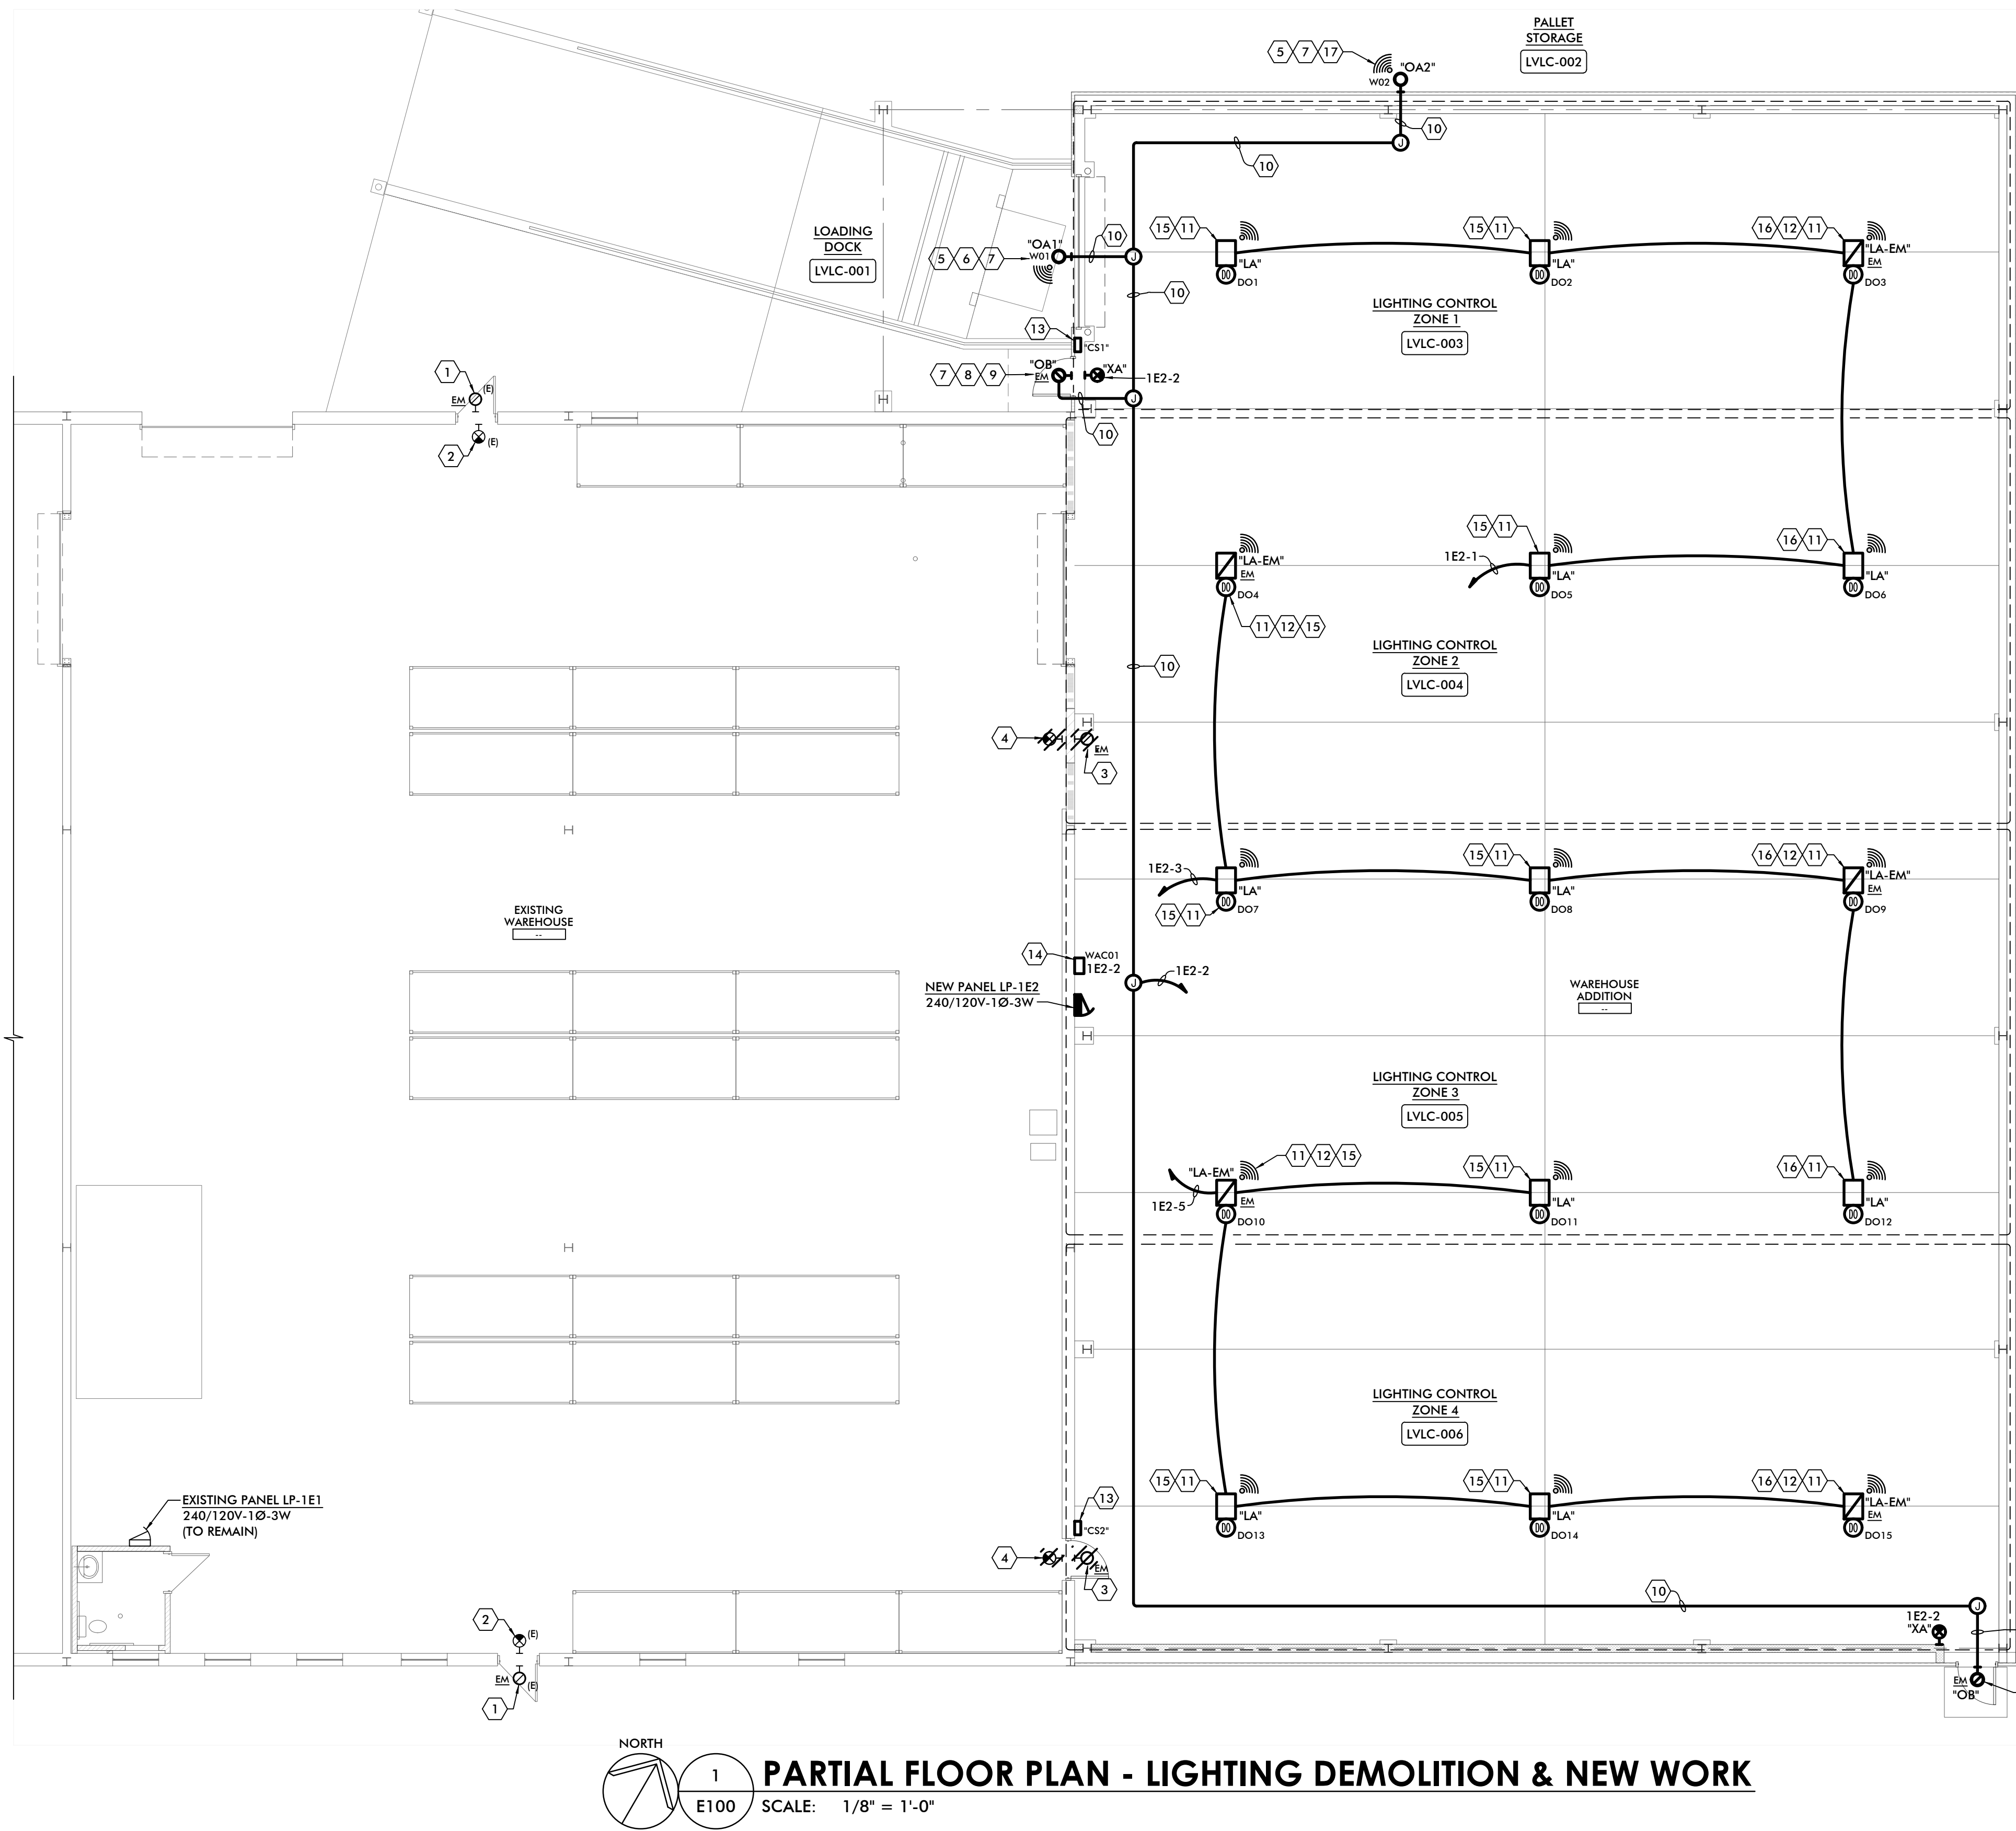 PALLET
STORAGE
LVLC-002
5 7 17
"OA2"
W02
10
10
LOADING
DOCK
LVLC-001
"OA1"
W01
5 6 7
10
10
15 11
"LA"
DO1
15 11
"LA"
DO2
16 12 11
"LA-EM"
EM
DO3
LIGHTING CONTROL
ZONE 1
LVLC-003
13
"CS1"
"OB"
EM
7 8 9
"XA"
1E2-2
10
1
(E)
EM
2
(E)
"LA-EM"
EM
DO4
11 12 15
15 11
1E2-1
"LA"
DO5
16 11
"LA"
DO6
LIGHTING CONTROL
ZONE 2
LVLC-004
10
4
EM
3
1E2-3
"LA"
DO7
15 11
15 11
"LA"
DO8
16 12 11
"LA-EM"
EM
DO9
EXISTING
WAREHOUSE
--
14
WAC01
1E2-2
NEW PANEL LP-1E2
240/120V-1Ø-3W
1E2-2
WAREHOUSE
ADDITION
--
LIGHTING CONTROL
ZONE 3
LVLC-005
"LA-EM"
EM
11 12 15
1E2-5
DO10
15 11
"LA"
DO11
16 11
"LA"
DO12
LIGHTING CONTROL
ZONE 4
LVLC-006
15 11
"LA"
DO13
15 11
"LA"
DO14
16 12 11
"LA-EM"
EM
DO15
EXISTING PANEL LP-1E1
240/120V-1Ø-3W
(TO REMAIN)
13
"CS2"
4
EM
3
10
2
(E)
EM
(E)
1
1E2-2
"XA"
EM
"OB"
NORTH
1
E100
PARTIAL FLOOR PLAN - LIGHTING DEMOLITION & NEW WORK
SCALE: 1/8" = 1'-0"